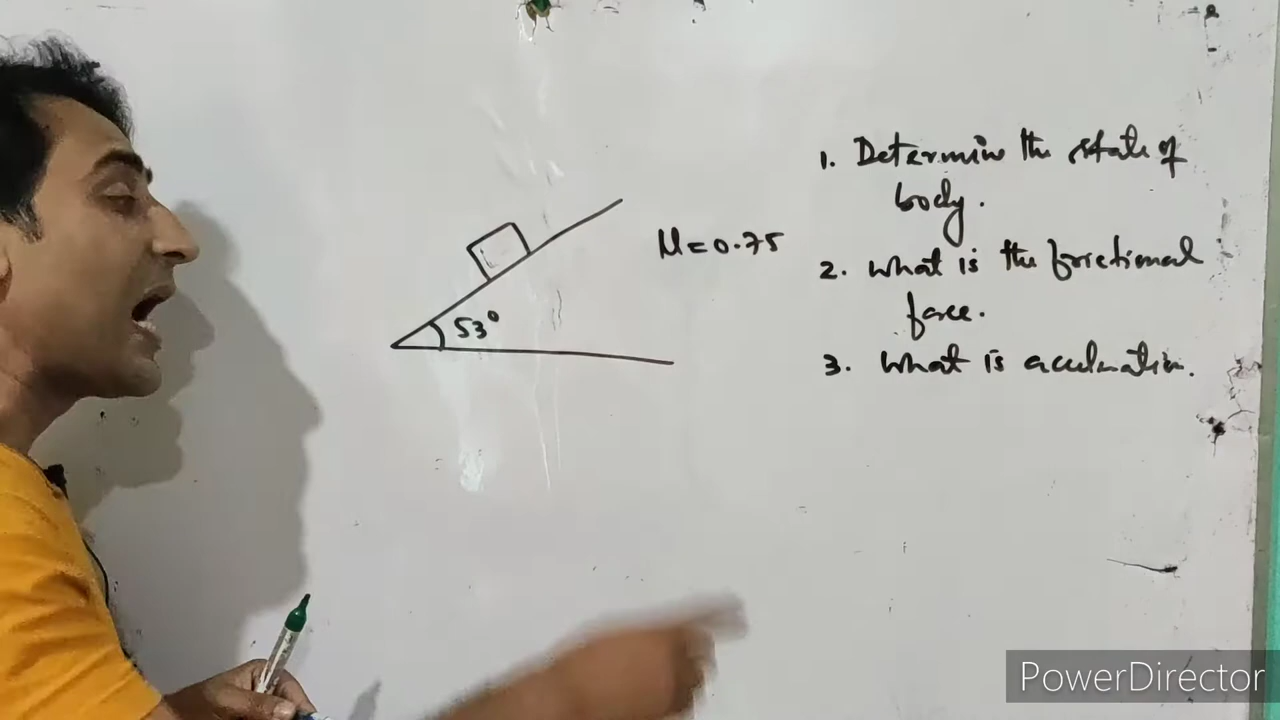 53°
μ=0.75
1. Determine the state of
body.
2. What is the frictional
force.
3. What is acceleration.
PowerDirector